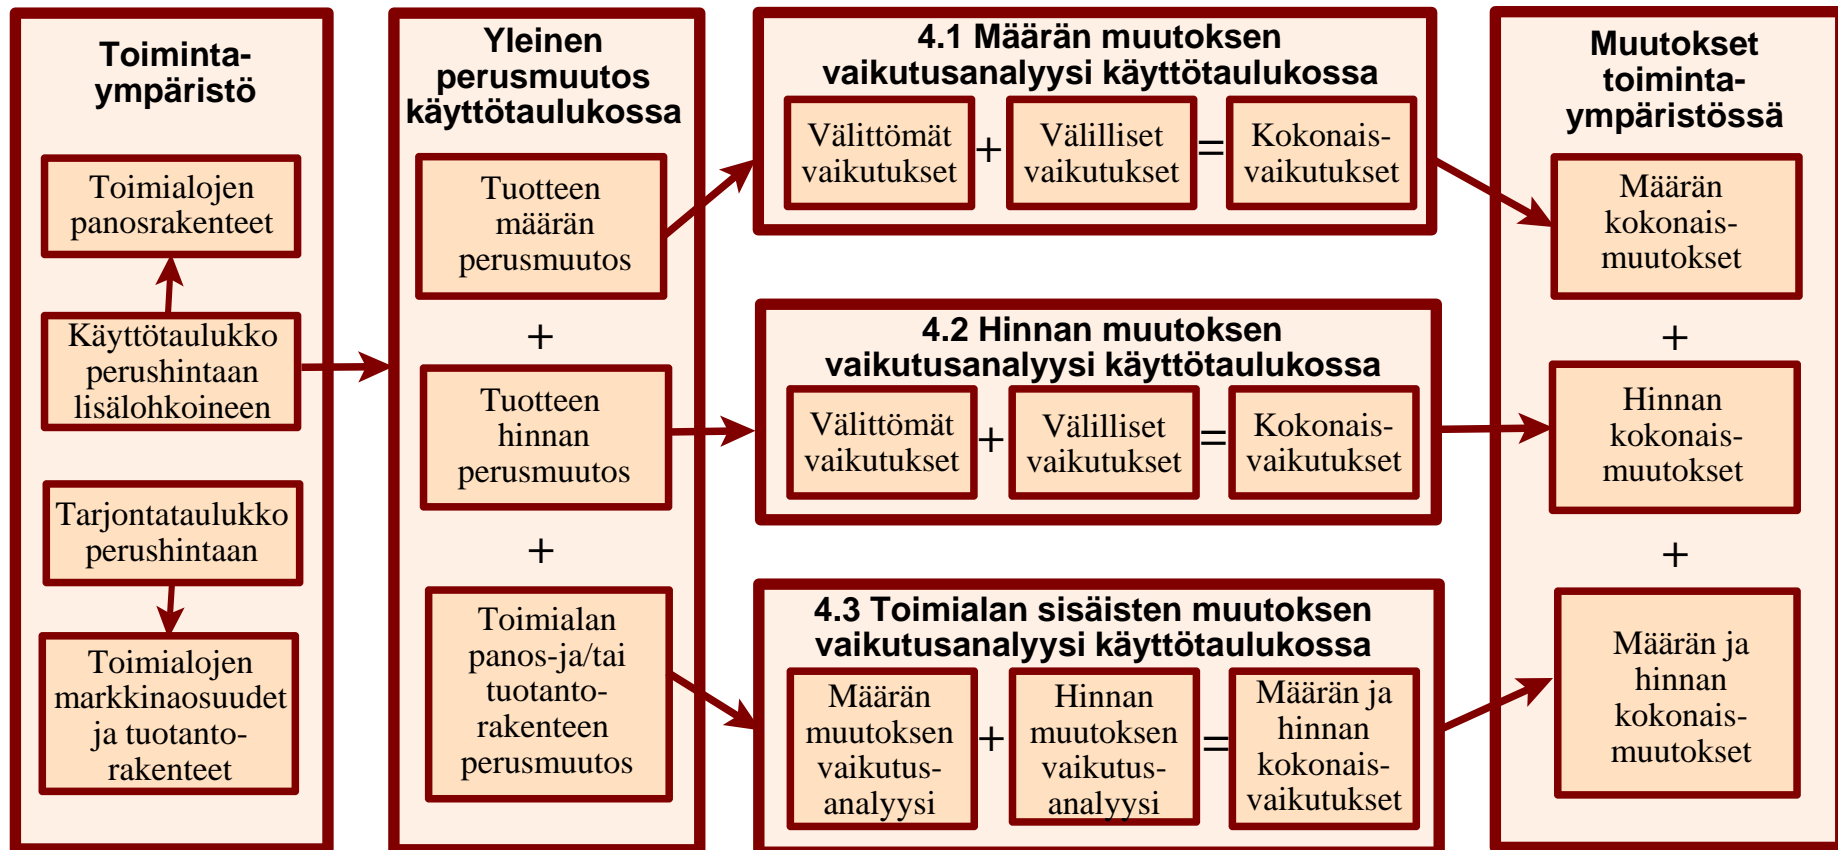 Toiminta-
ympäristö
Toimialojen
panosrakenteet
Käyttötaulukko
perushintaan
lisälohkoineen
Tarjontataulukko
perushintaan
Toimialojen
markkinaosuudet
ja tuotanto-
rakenteet
Yleinen
perusmuutos
käyttötaulukossa
Tuotteen
määrän
perusmuutos
+
Tuotteen
hinnan
perusmuutos
+
Toimialan
panos-ja/tai
tuotanto-
rakenteen
perusmuutos
4.1 Määrän muutoksen
vaikutusanalyysi käyttötaulukossa
Välittömät
vaikutukset
+
Välilliset
vaikutukset
=
Kokonais-
vaikutukset
4.2 Hinnan muutoksen
vaikutusanalyysi käyttötaulukossa
Välittömät
vaikutukset
+
Välilliset
vaikutukset
=
Kokonais-
vaikutukset
4.3 Toimialan sisäisten muutoksen
vaikutusanalyysi käyttötaulukossa
Määrän
muutoksen
vaikutus-
analyysi
+
Hinnan
muutoksen
vaikutus-
analyysi
=
Määrän ja
hinnan
kokonais-
vaikutukset
Muutokset
toiminta-
ympäristössä
Määrän
kokonais-
muutokset
+
Hinnan
kokonais-
muutokset
+
Määrän ja
hinnan
kokonais-
muutokset